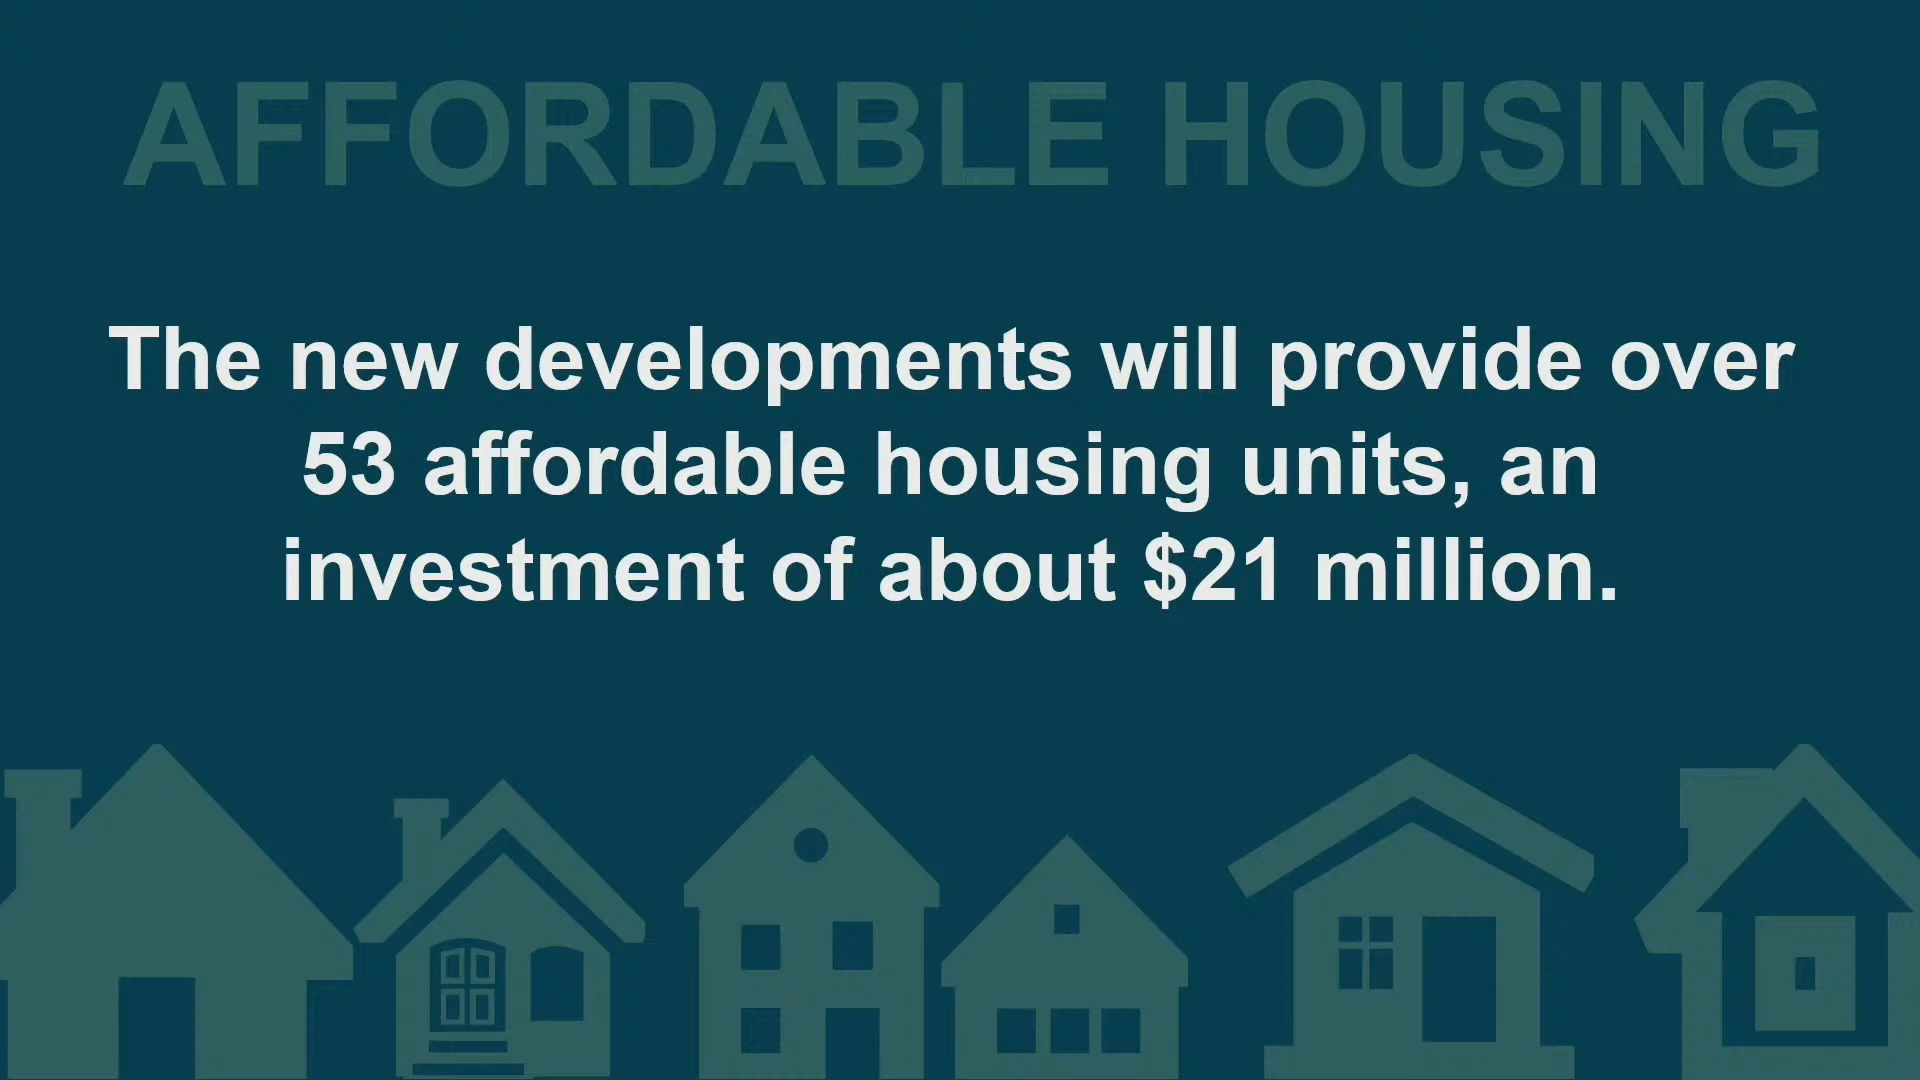 AFFORDABLE HOUSING
The new developments will provide over
53 affordable housing units, an
investment of about $21 million.